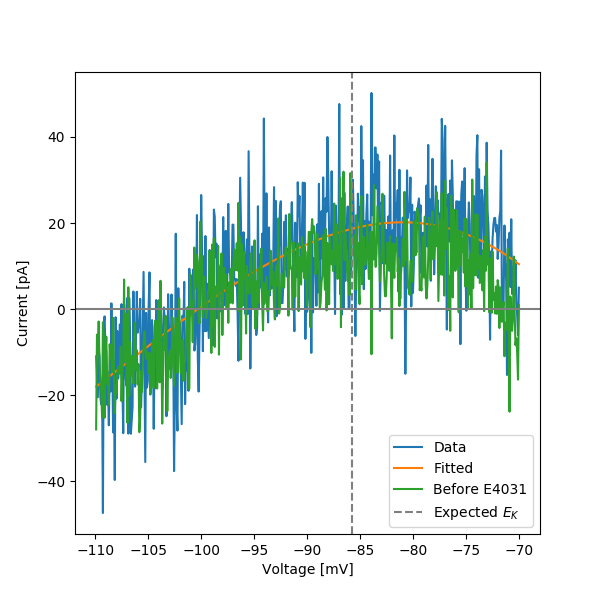 40
20
0
−20
−40
Current [pA]
Data
Fitted
Before E4031
Expected E_K
−110 −105 −100 −95 −90 −85 −80 −75 −70
Voltage [mV]